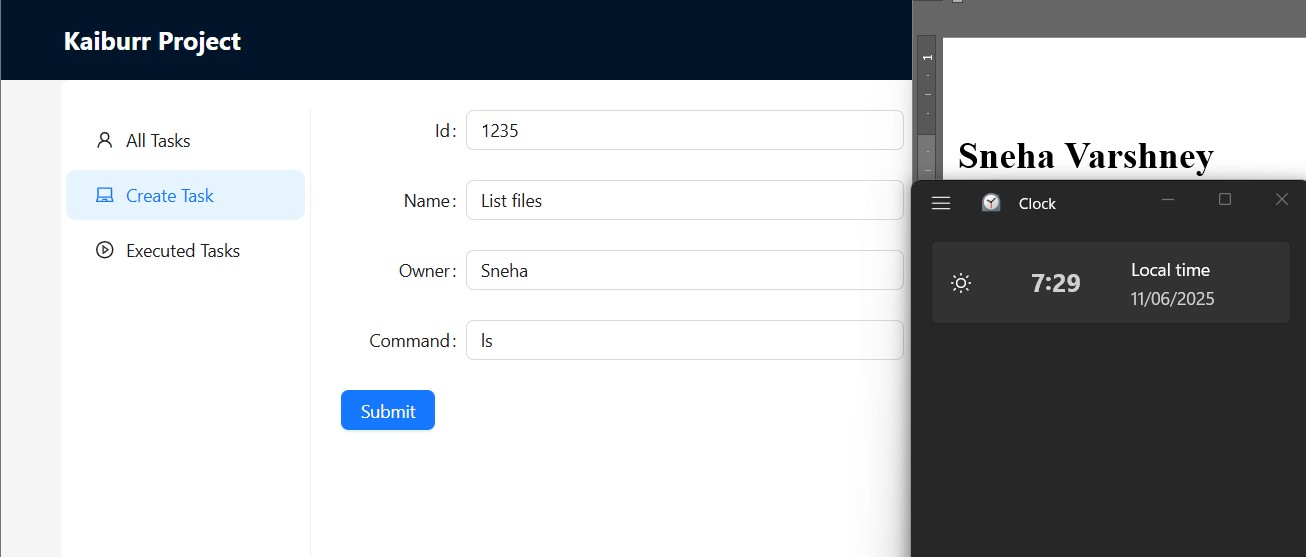 Kaiburr Project
All Tasks
Create Task
Executed Tasks
Id: 1235
Name: List files
Owner: Sneha
Command: ls
Submit
1
Sneha Varshney
Clock
7:29
Local time
11/06/2025